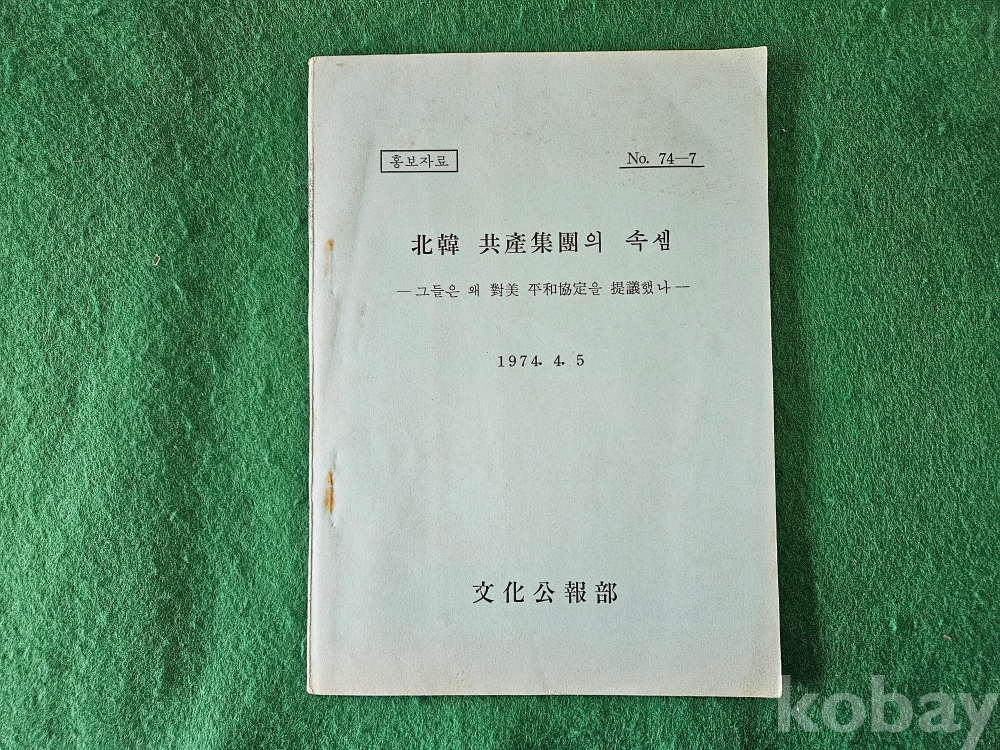 홍보자료
No. 74—7
北韓 共產集團의 속셈
—그들은 왜 對美 平和協定을 提議했나—
1974. 4. 5
文化公報部
kobay